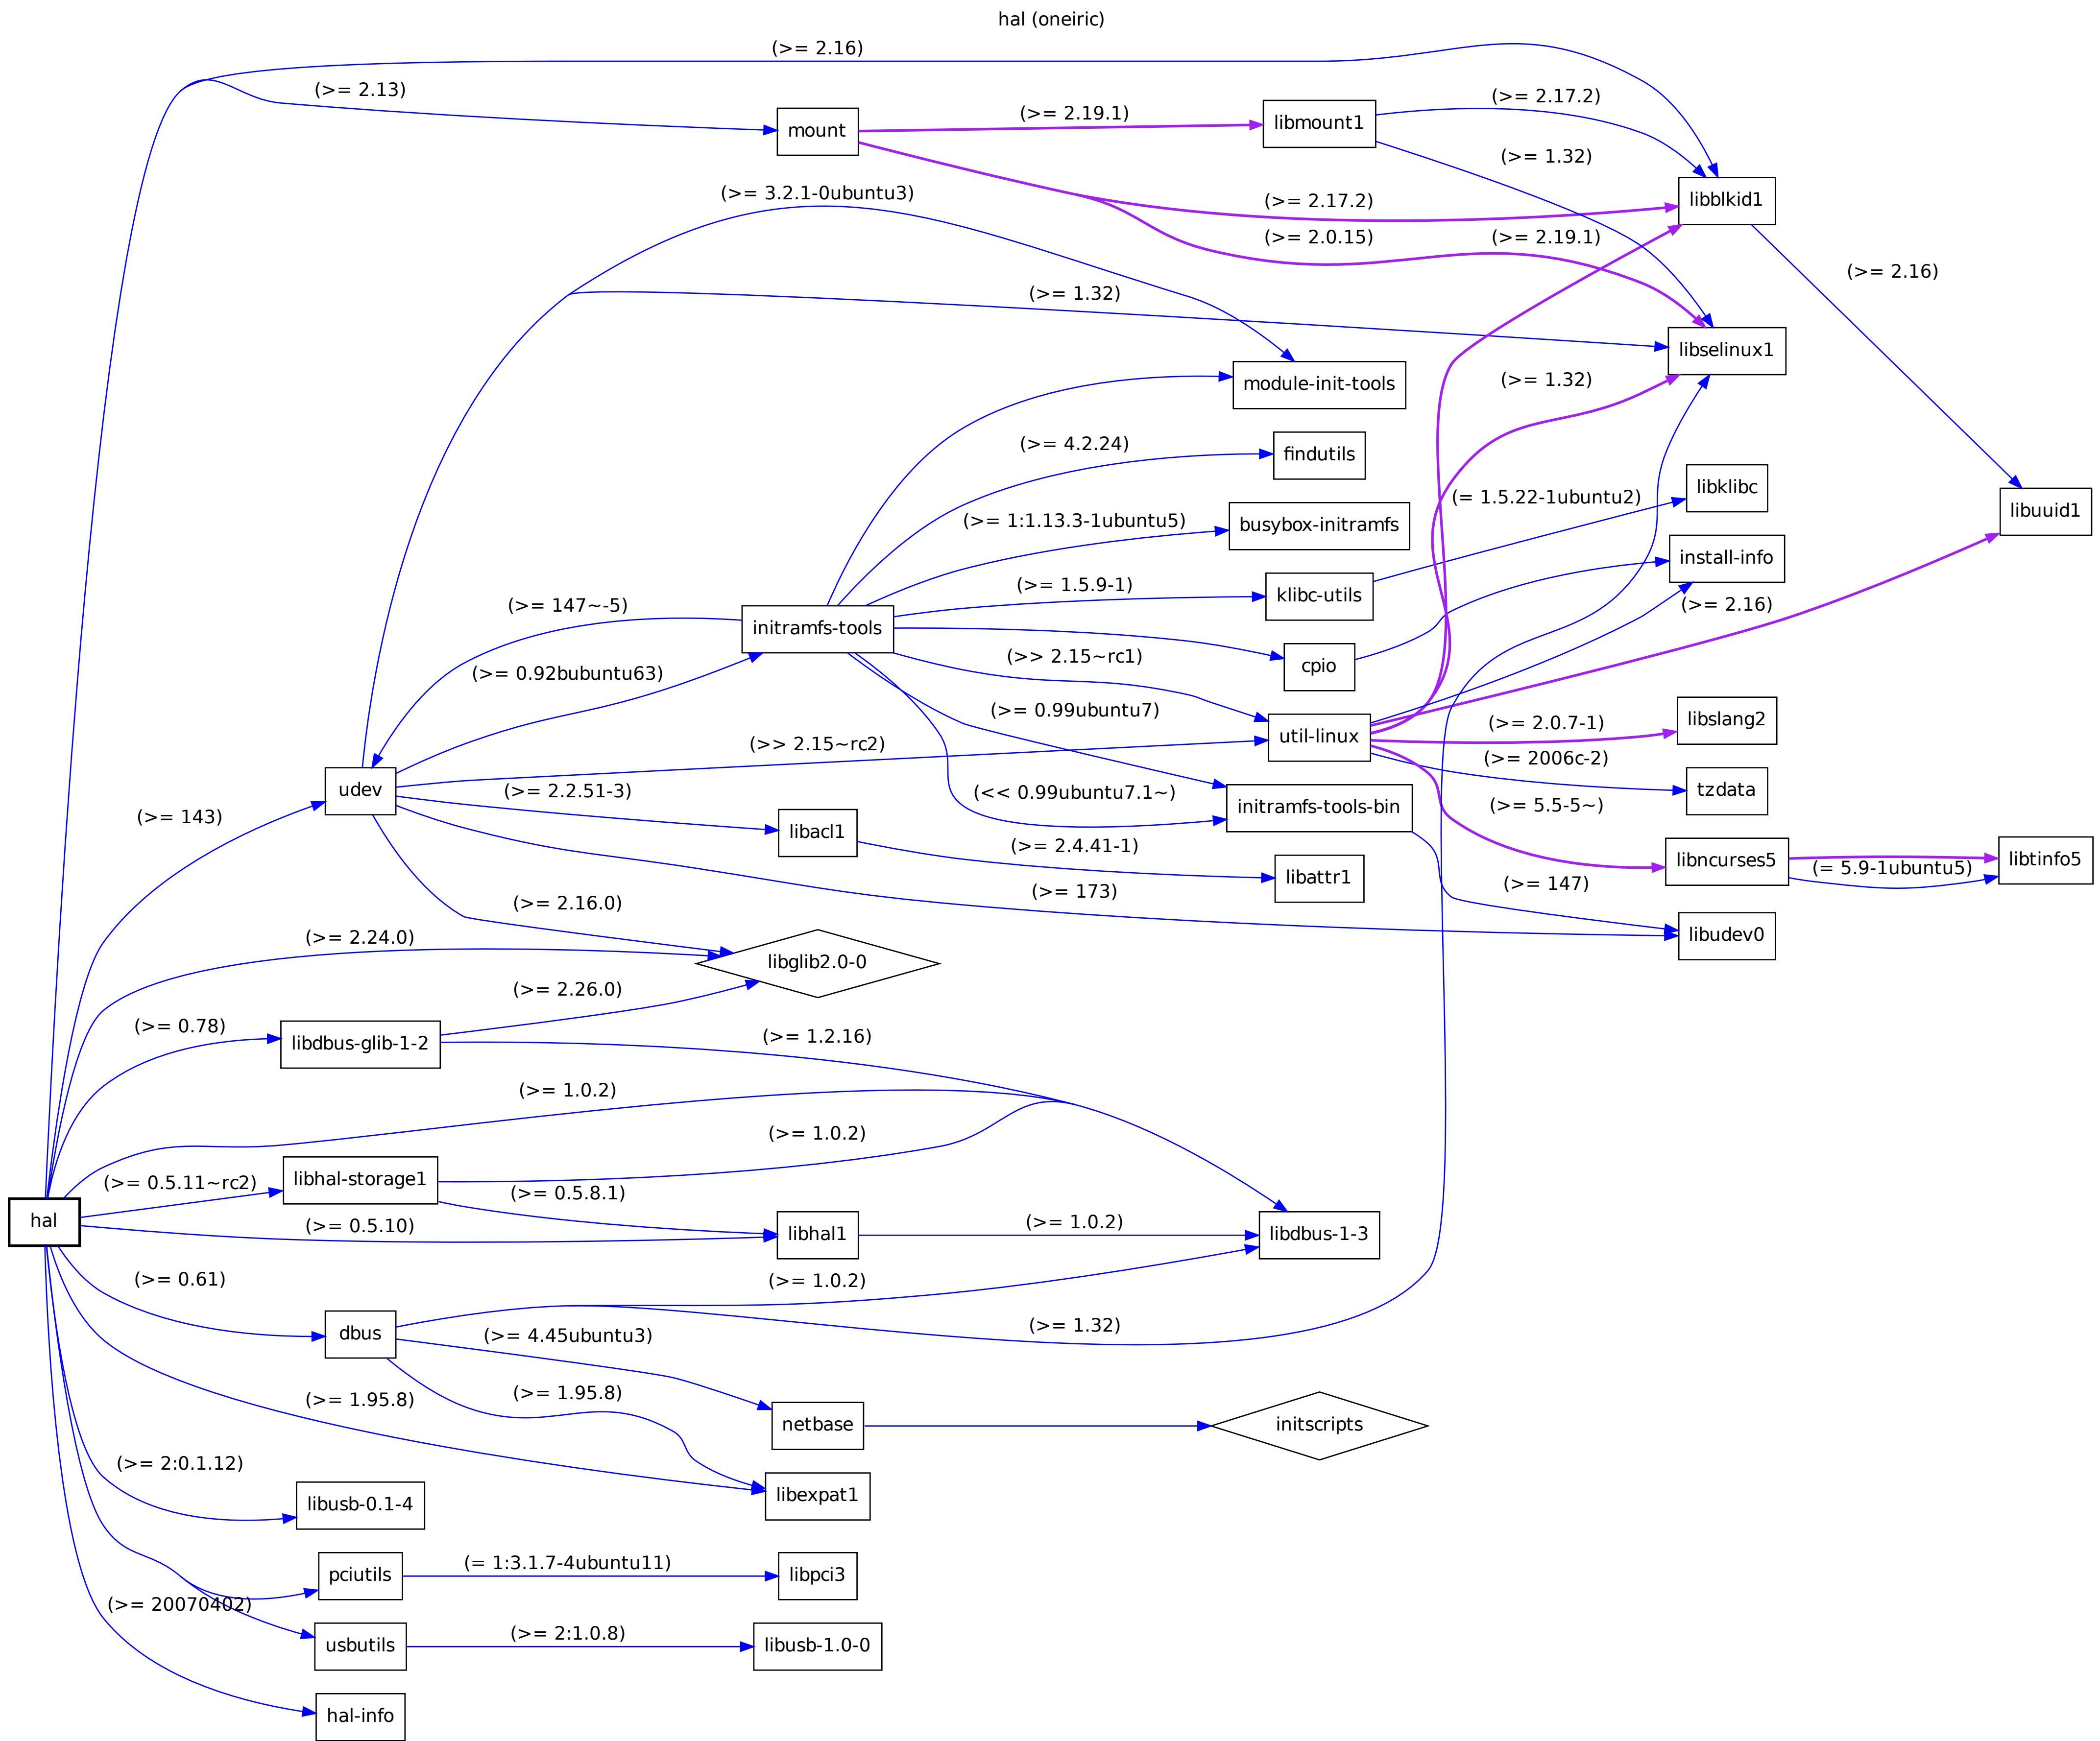 hal (oneiric)
(>= 2.16)
(>= 2.13)
mount
(>= 2.19.1)
libmount1
(>= 2.17.2)
(>= 1.32)
(>= 3.2.1-0ubuntu3)
(>= 2.17.2)
libblkid1
(>= 2.0.15)
(>= 2.19.1)
(>= 2.16)
(>= 1.32)
libselinux1
module-init-tools
(>= 1.32)
(>= 4.2.24)
findutils
libklibc
(= 1.5.22-1ubuntu2)
libuuid1
(>= 1:1.13.3-1ubuntu5)
busybox-initramfs
install-info
(>= 1.5.9-1)
klibc-utils
(>= 2.16)
(>= 147~-5)
initramfs-tools
(>> 2.15~rc1)
cpio
(>= 0.92bubuntu63)
(>= 0.99ubuntu7)
util-linux
(>= 2.0.7-1)
libslang2
(>> 2.15~rc2)
(>= 2006c-2)
udev
(>= 2.2.51-3)
(<< 0.99ubuntu7.1~)
initramfs-tools-bin
(>= 5.5-5~)
tzdata
(>= 143)
libacl1
(>= 2.4.41-1)
libncurses5
(= 5.9-1ubuntu5)
libtinfo5
libattr1
(>= 173)
(>= 147)
(>= 2.16.0)
libudev0
(>= 2.24.0)
libglib2.0-0
(>= 2.26.0)
(>= 0.78)
libdbus-glib-1-2
(>= 1.2.16)
(>= 1.0.2)
(>= 1.0.2)
(>= 0.5.11~rc2)
libhal-storage1
(>= 0.5.8.1)
hal
(>= 0.5.10)
libhal1
(>= 1.0.2)
libdbus-1-3
(>= 0.61)
(>= 1.0.2)
dbus
(>= 4.45ubuntu3)
(>= 1.32)
(>= 1.95.8)
(>= 1.95.8)
netbase
initscripts
(>= 2:0.1.12)
libusb-0.1-4
libexpat1
pciutils
(= 1:3.1.7-4ubuntu11)
libpci3
(>= 20070402)
usbutils
(>= 2:1.0.8)
libusb-1.0-0
hal-info